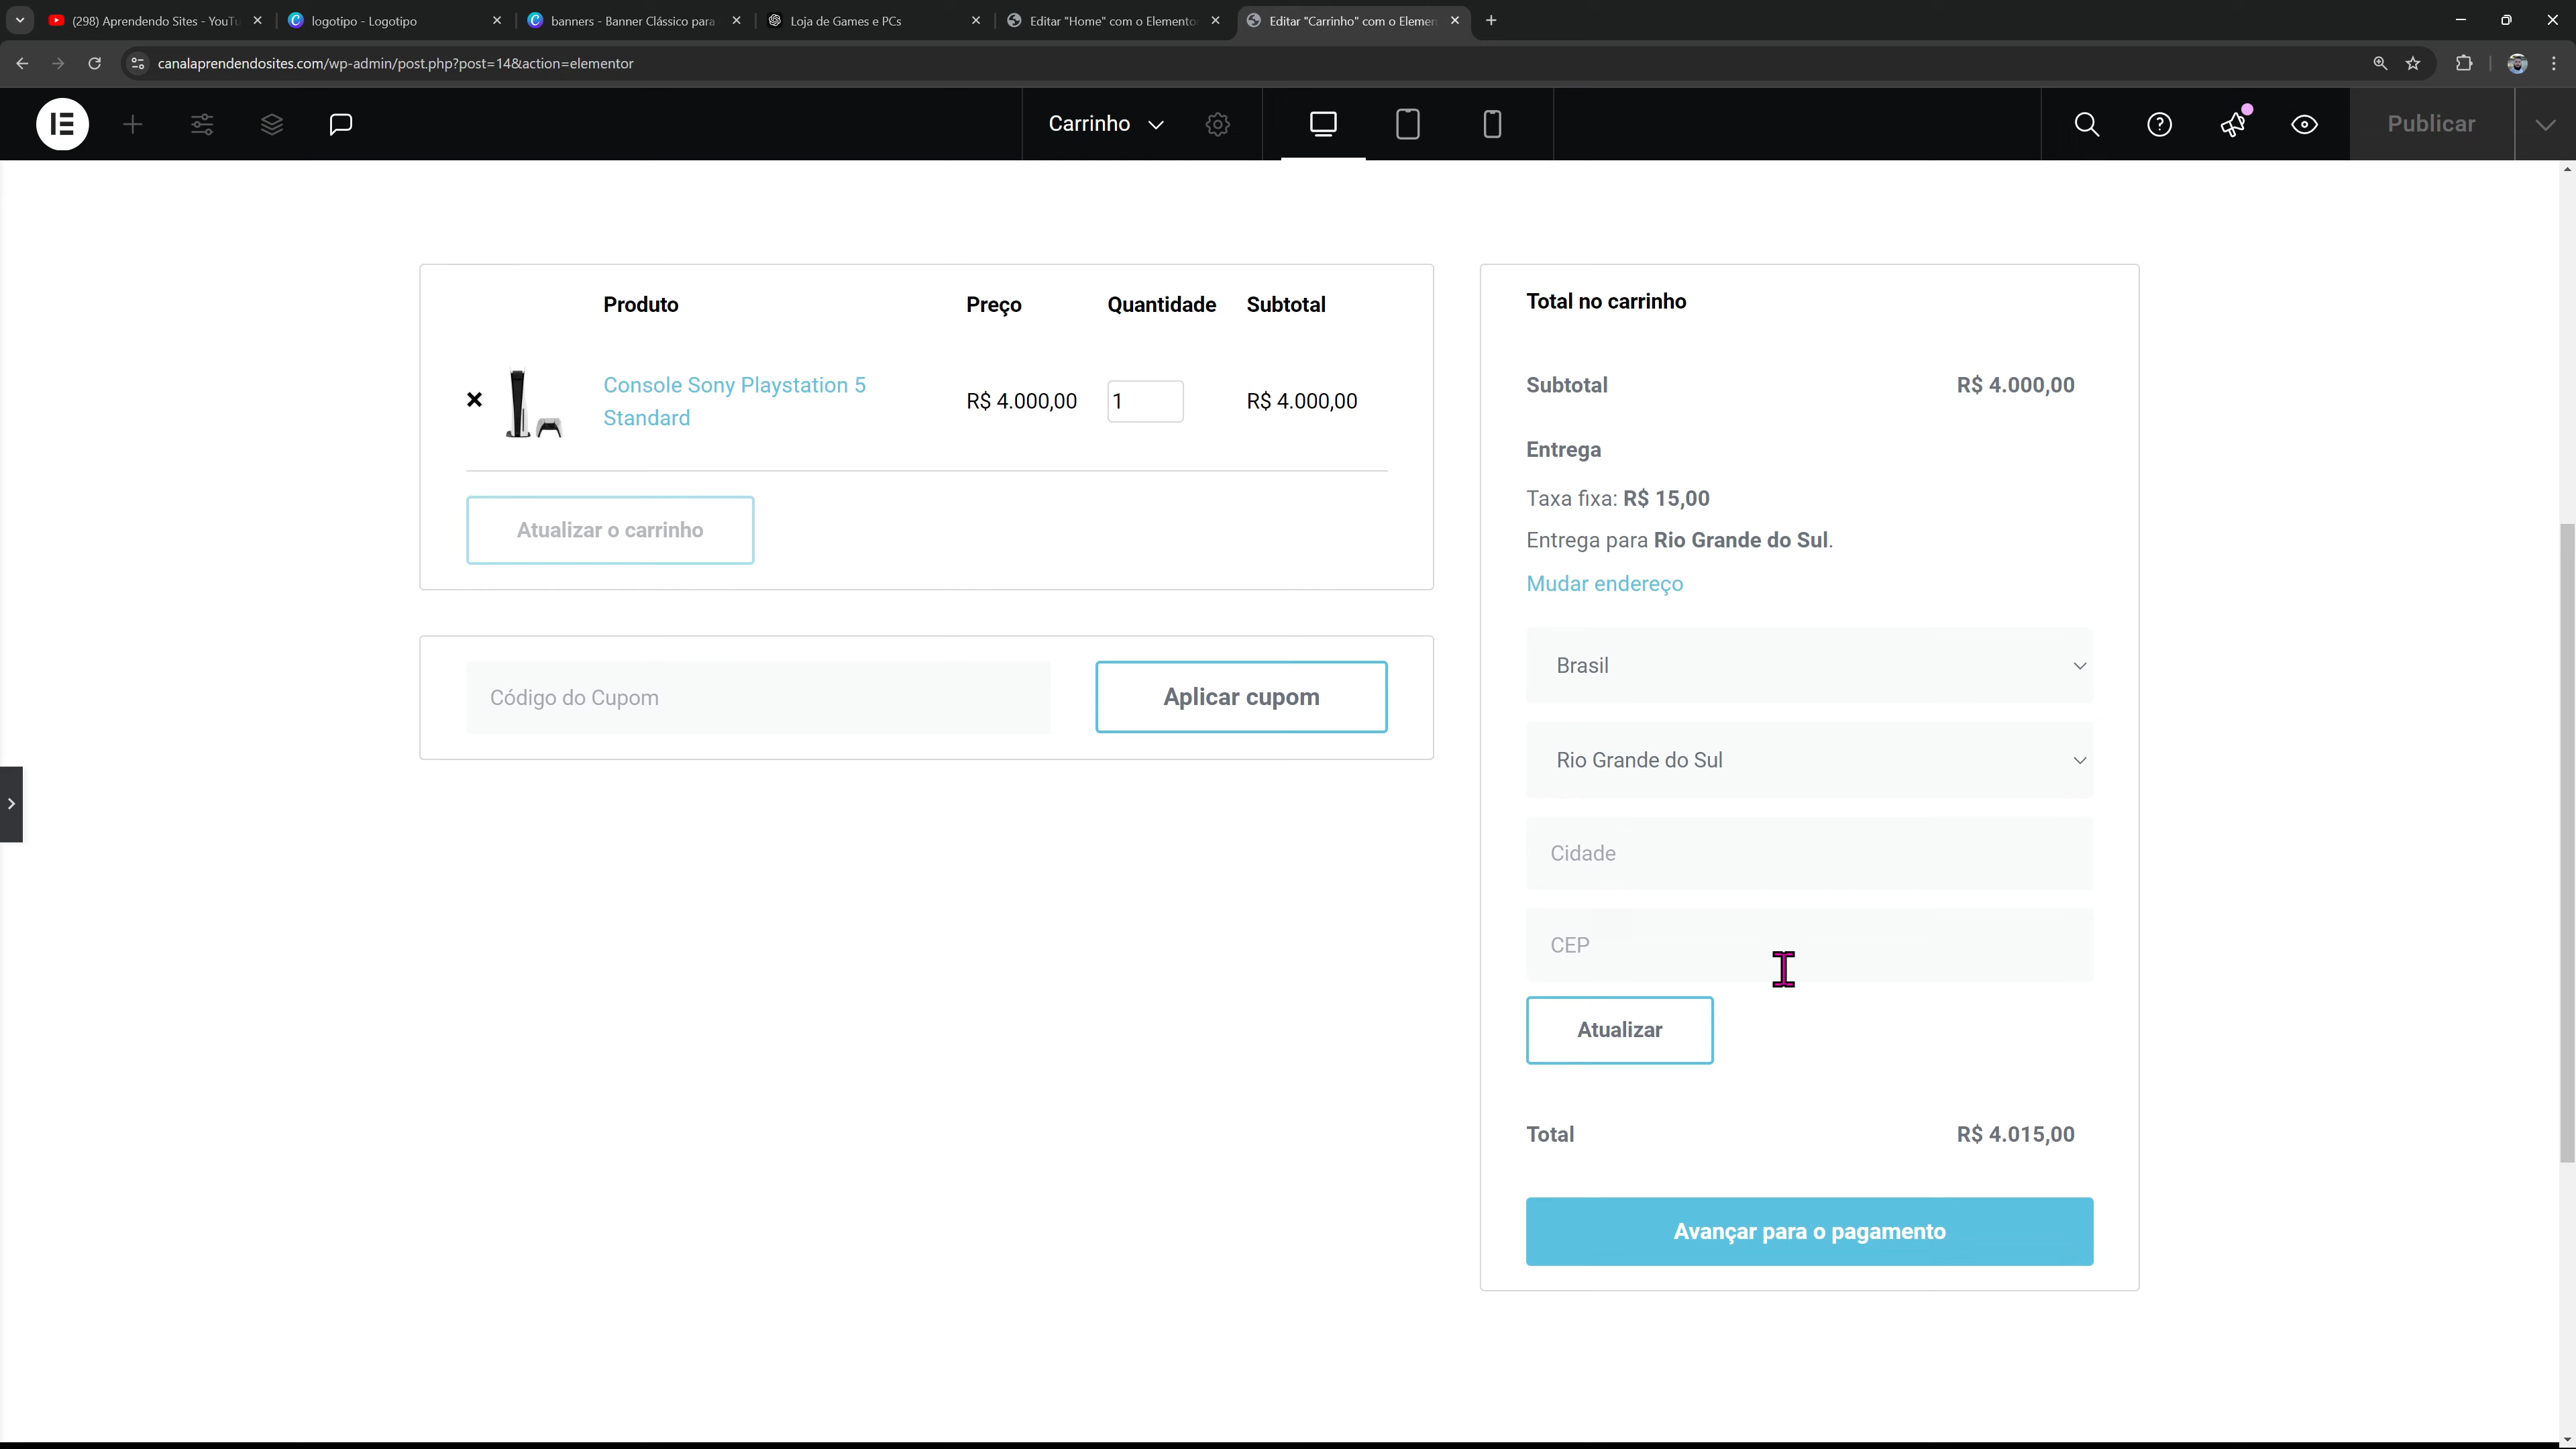 (298) Aprendendo Sites - YouTu
logotipo - Logotipo
banners - Banner Clássico para
Loja de Games e PCs
Editar "Home" com o Elemento
Editar "Carrinho" com o Elemen
canalaprendendosites.com/wp-admin/post.php?post=14&action=elementor
Carrinho
Publicar
Produto
Preço
Quantidade
Subtotal
Console Sony Playstation 5
Standard
R$ 4.000,00
1
R$ 4.000,00
Atualizar o carrinho
Código do Cupom
Aplicar cupom
Total no carrinho
Subtotal
R$ 4.000,00
Entrega
Taxa fixa: R$ 15,00
Entrega para Rio Grande do Sul.
Mudar endereço
Brasil
Rio Grande do Sul
Cidade
CEP
Atualizar
Total
R$ 4.015,00
Avançar para o pagamento